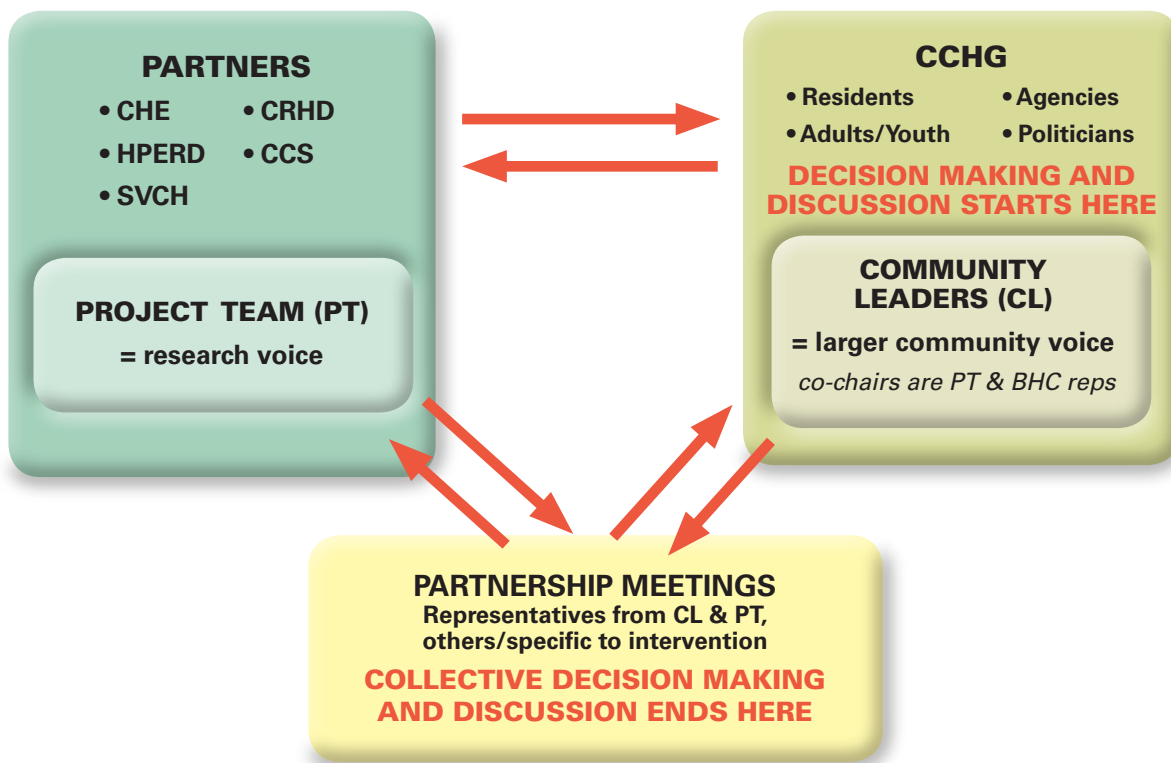 PARTNERS
• CHE
• CRHD
• HPERD
• CCS
• SVCH
PROJECT TEAM (PT)
= research voice
CCHG
• Residents
• Agencies
• Adults/Youth
• Politicians
DECISION MAKING AND
DISCUSSION STARTS HERE
COMMUNITY
LEADERS (CL)
= larger community voice
co-chairs are PT & BHC reps
PARTNERSHIP MEETINGS
Representatives from CL & PT,
others/specific to intervention
COLLECTIVE DECISION MAKING
AND DISCUSSION ENDS HERE